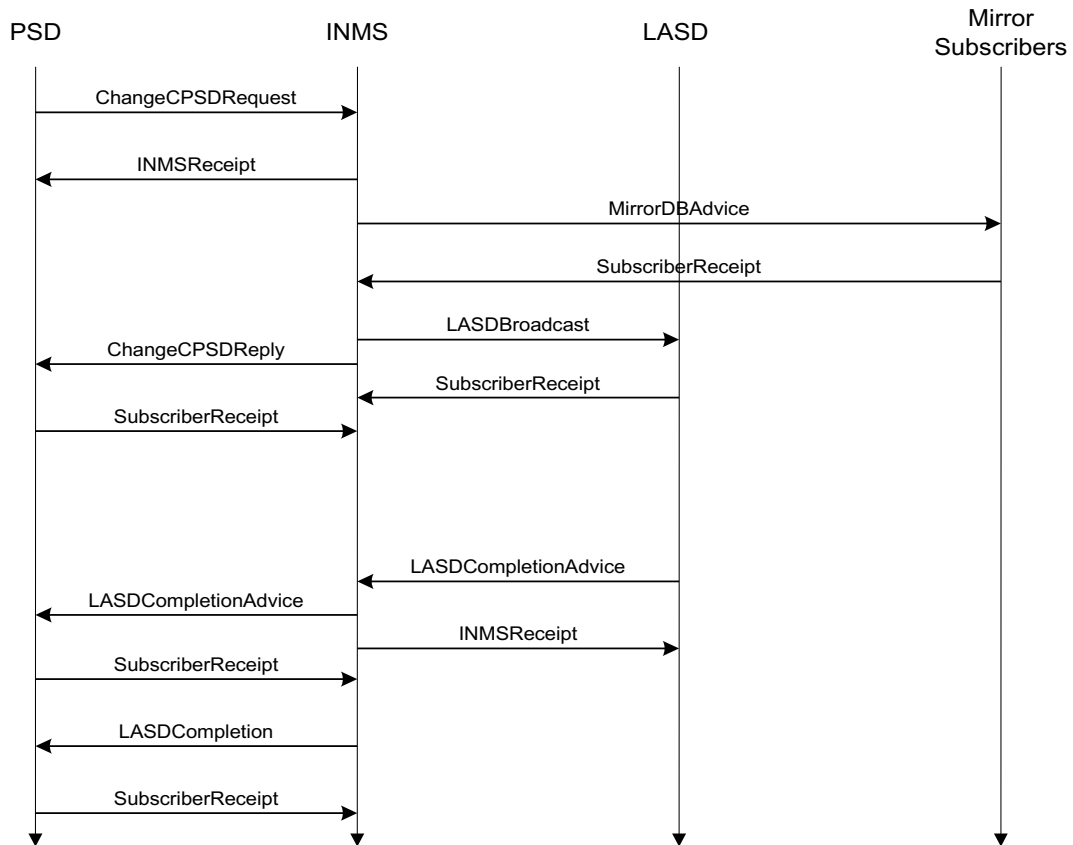 PSD
INMS
LASD
Mirror
Subscribers
ChangeCPSDRequest
INMSReceipt
MirrorDBAdvice
SubscriberReceipt
LASDBroadcast
ChangeCPSDReply
SubscriberReceipt
SubscriberReceipt
LASDCompletionAdvice
LASDCompletionAdvice
INMSReceipt
SubscriberReceipt
LASDCompletion
SubscriberReceipt